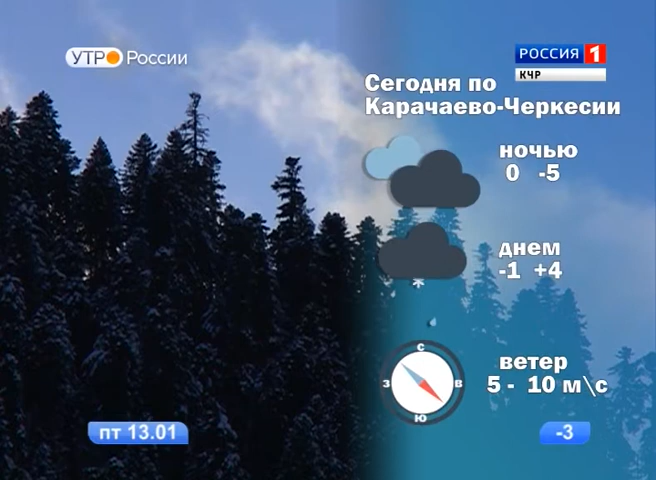 УТРО России
РОССИЯ 1
КЧР
Сегодня по
Карачаево-Черкесии
ночью
0 -5
днем
-1 +4
ветер
5 - 10 м\с
С
З В
Ю
пт 13.01
-3